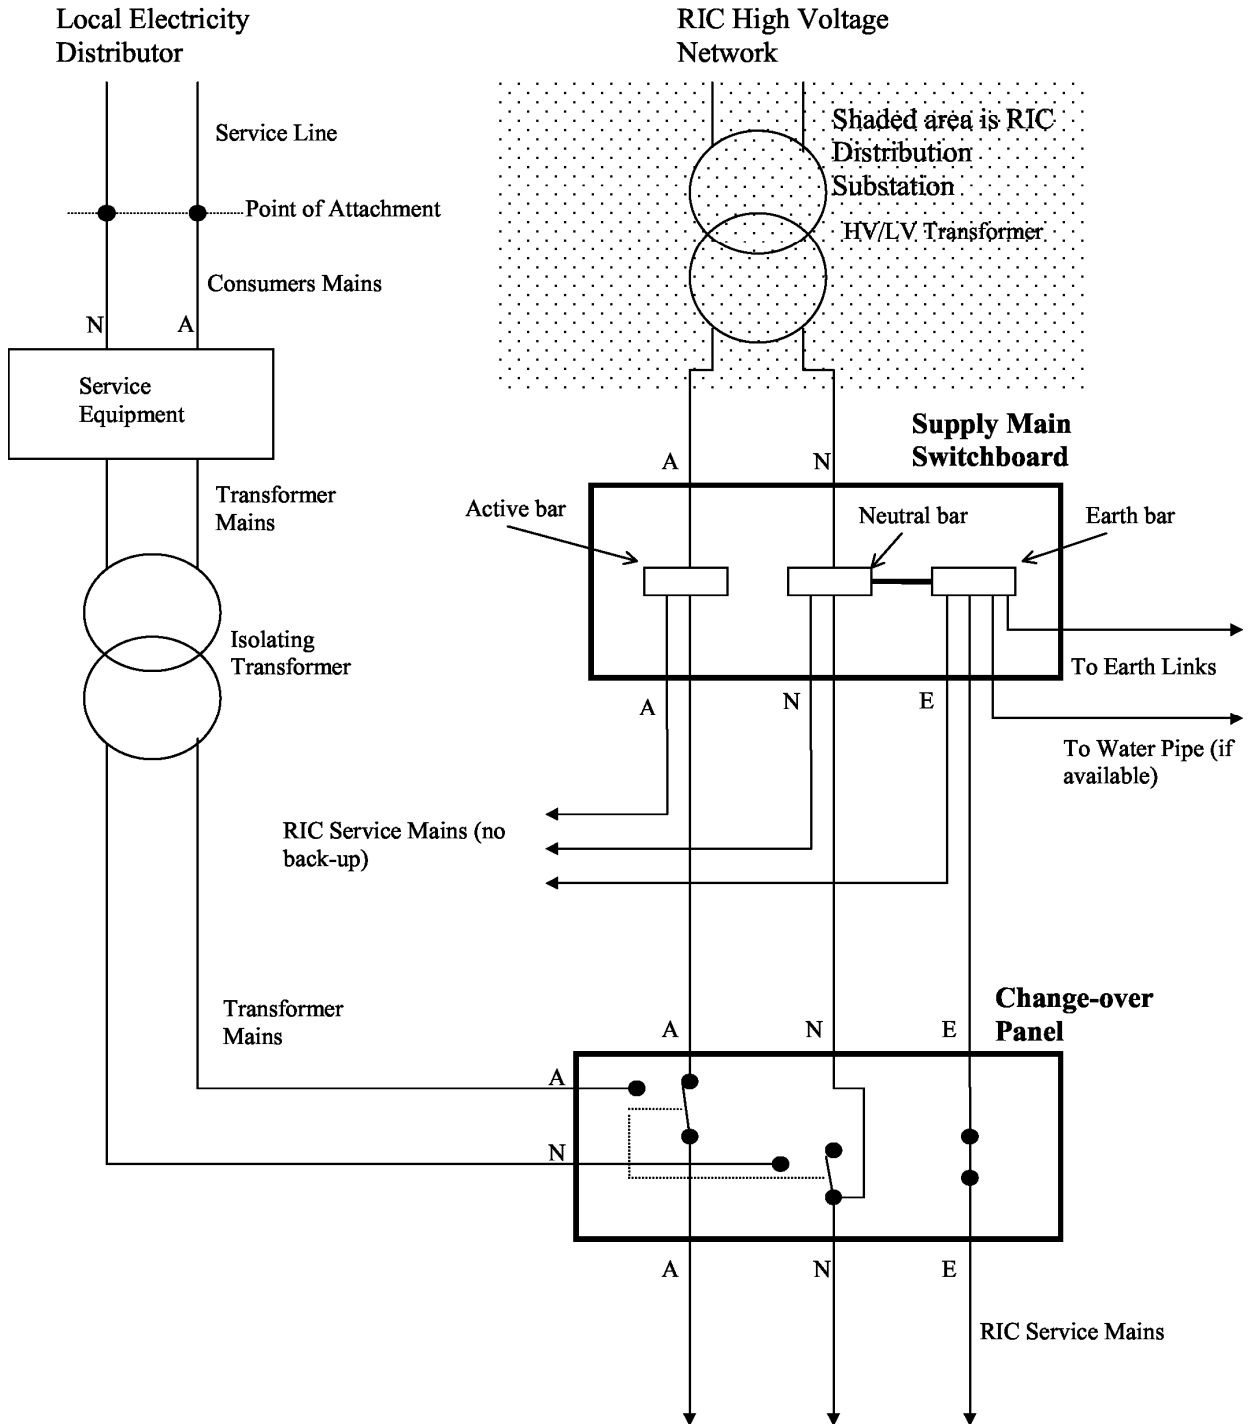 Local Electricity
Distributor
RIC High Voltage
Network
Service Line
Shaded area is RIC
Distribution
Substation
Point of Attachment
HV/LV Transformer
Consumers Mains
N
A
Service
Equipment
Supply Main
Switchboard
A
N
Transformer
Mains
Active bar
Neutral bar
Earth bar
Isolating
Transformer
To Earth Links
A
N
E
To Water Pipe (if
available)
RIC Service Mains (no
back-up)
Transformer
Mains
Change-over
Panel
A
N
E
A
N
A
N
E
RIC Service Mains